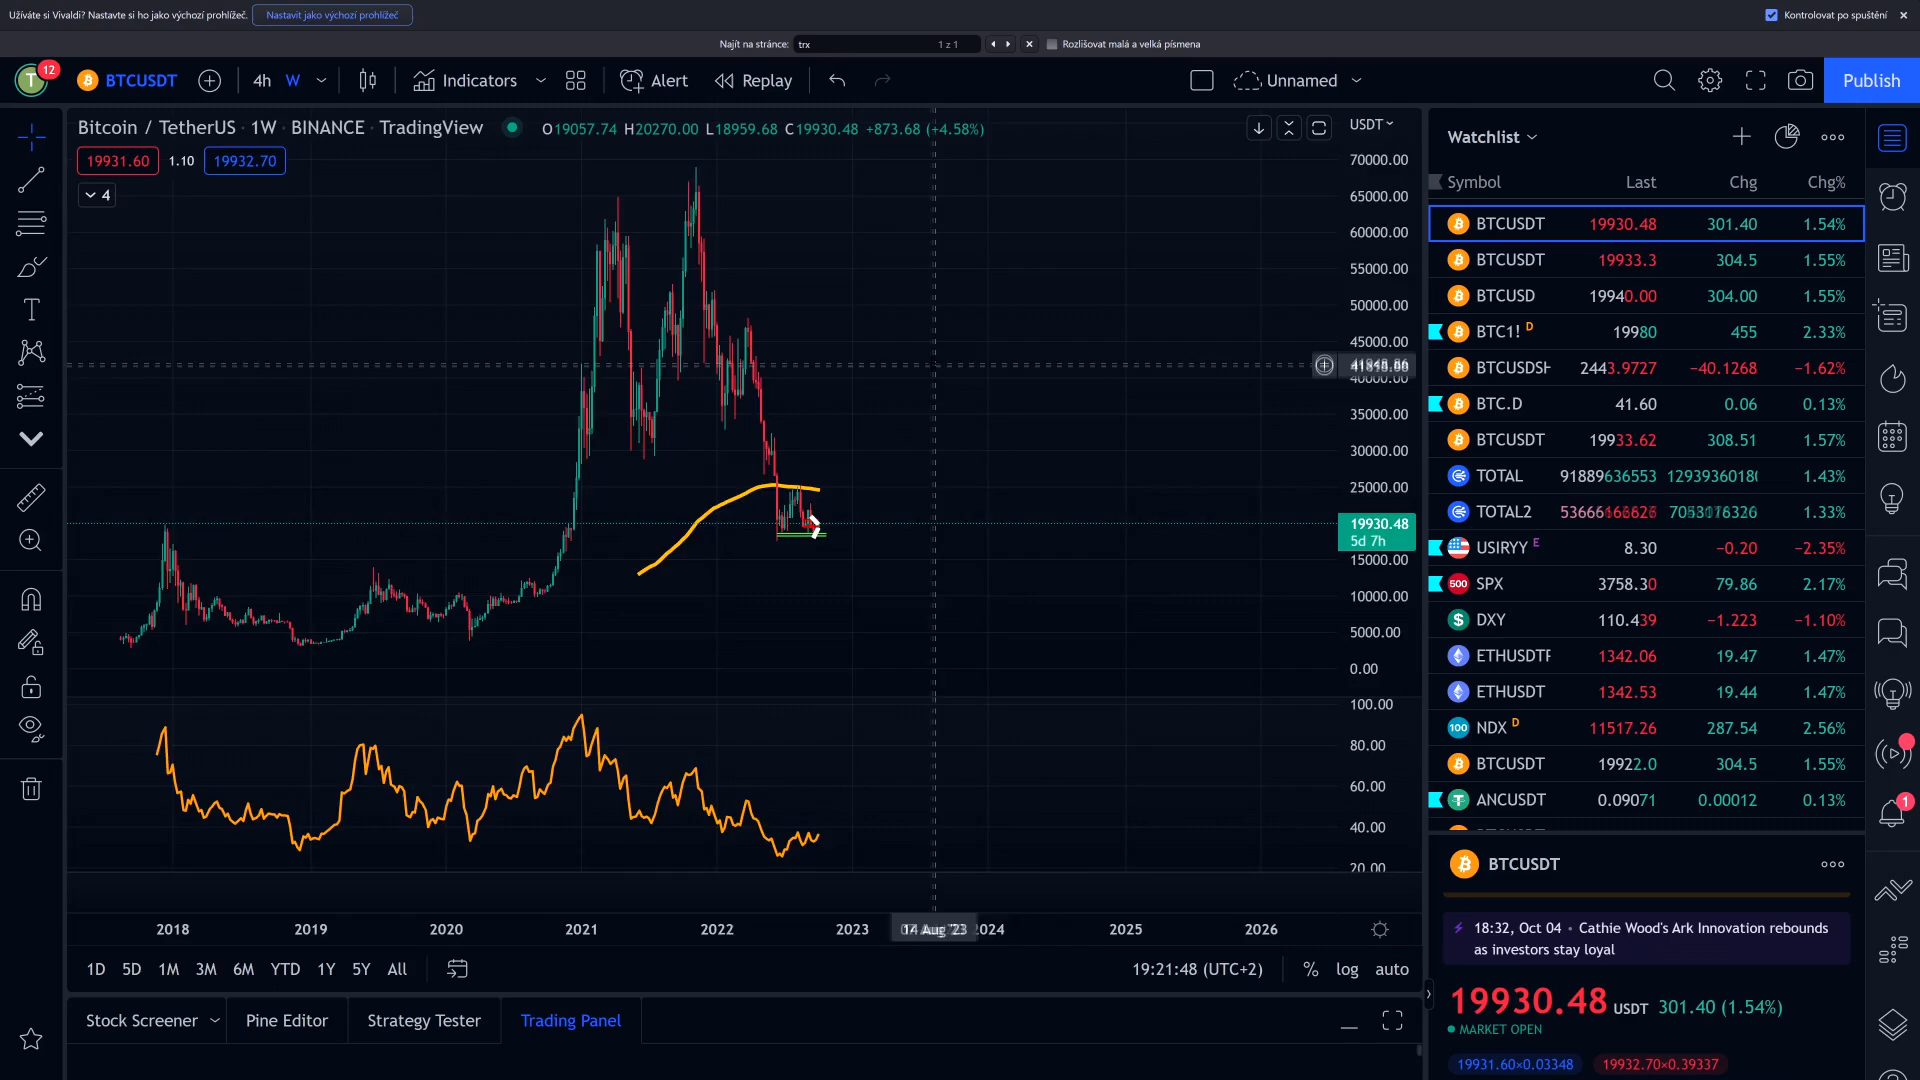 Užíváte si Vivaldi? Nastavte si ho jako výchozí prohlížeč. Nastavit jako výchozí prohlížeč Kontrolovat po spuštění
Najít na stránce: trx 1 z 1 Rozlišovat malá a velká písmena
T 12 BTCUSDT 4h W Indicators Alert Replay Unnamed Publish
Bitcoin / TetherUS · 1W · BINANCE · TradingView O19057.74 H20270.00 L18959.68 C19930.48 +873.68 (+4.58%)
19931.60 1.10 19932.70
4
USDT
70000.00
65000.00
60000.00
55000.00
50000.00
45000.00
40000.00
35000.00
30000.00
25000.00
19930.48
5d 7h
15000.00
10000.00
5000.00
0.00
100.00
80.00
60.00
40.00
20.00
2018 2019 2020 2021 2022 2023 Aug '23 2024 2025 2026
1D 5D 1M 3M 6M YTD 1Y 5Y All 19:21:48 (UTC+2) % log auto
Stock Screener Pine Editor Strategy Tester Trading Panel
Watchlist
Symbol Last Chg Chg%
BTCUSDT 19930.48 301.40 1.54%
BTCUSDT 19933.3 304.5 1.55%
BTCUSD 19940.00 304.00 1.55%
BTC1! D 19980 455 2.33%
BTCUSDSH 2443.9727 −40.1268 −1.62%
BTC.D 41.60 0.06 0.13%
BTCUSDT 19933.62 308.51 1.57%
TOTAL 91889636553 1.43%
TOTAL2 1.33%
USIRYY E 8.30 −0.20 −2.35%
500 SPX 3758.30 79.86 2.17%
DXY 110.439 −1.223 −1.10%
ETHUSDTF 1342.06 19.47 1.47%
ETHUSDT 1342.53 19.44 1.47%
100 NDX D 11517.26 287.54 2.56%
BTCUSDT 19922.0 304.5 1.55%
ANCUSDT 0.09071 0.00012 0.13%
BTCUSDT
18:32, Oct 04 • Cathie Wood's Ark Innovation rebounds
as investors stay loyal
19930.48 USDT 301.40 (1.54%)
MARKET OPEN
19931.60×0.03348 19932.70×0.39337
1